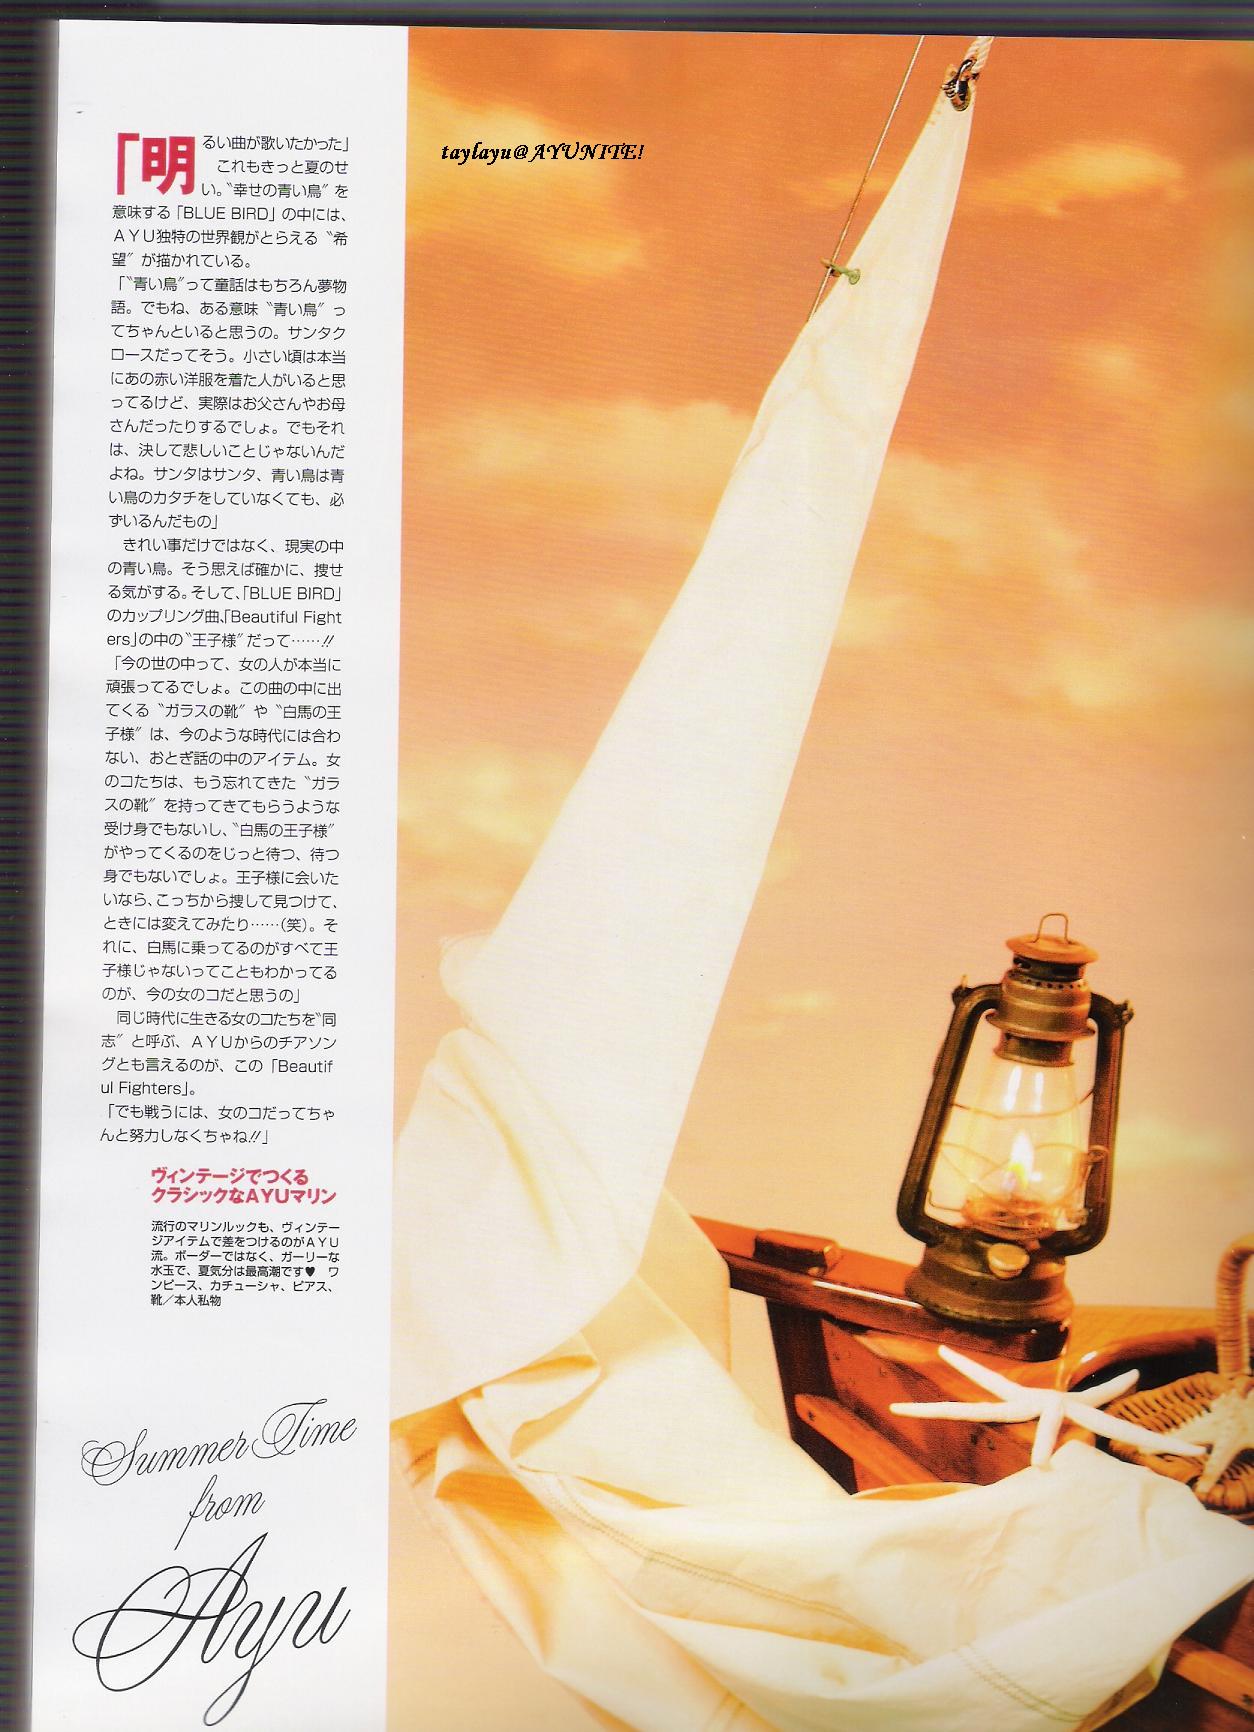 「明るい曲が歌いたかった」
これもきっと夏のせ
い。〝幸せの青い鳥〟を
意味する「BLUE BIRD」の中には、
ＡＹＵ独特の世界観がとらえる〝希
望〟が描かれている。
「〝青い鳥〟って童話はもちろん夢物
語。でもね、ある意味〝青い鳥〟っ
てちゃんといると思うの。サンタク
ロースだってそう。小さい頃は本当
にあの赤い洋服を着た人がいると思
ってるけど、実際はお父さんやお母
さんだったりするでしょ。でもそれ
は、決して悲しいことじゃないんだ
よね。サンタはサンタ、青い鳥は青
い鳥のカタチをしていなくても、必
ずいるんだもの」
きれい事だけではなく、現実の中
の青い鳥。そう思えば確かに、捜せ
る気がする。そして、「BLUE BIRD」
のカップリング曲、「Beautiful Fight
ers」の中の〝王子様〟だって……!!
「今の世の中って、女の人が本当に
頑張ってるでしょ。この曲の中に出
てくる〝ガラスの靴〟や〝白馬の王
子様〟は、今のような時代には合わ
ない、おとぎ話の中のアイテム。女
のコたちは、もう忘れてきた〝ガラ
スの靴〟を持ってきてもらうような
受け身でもないし、〝白馬の王子様〟
がやってくるのをじっと待つ、待つ
身でもないでしょ。王子様に会いた
いなら、こっちから捜して見つけて、
ときには変えてみたり……（笑）。そ
れに、白馬に乗ってるのがすべて王
子様じゃないってこともわかってる
のが、今の女のコだと思うの」
同じ時代に生きる女のコたちを〝同
志〟と呼ぶ、ＡＹＵからのチアソン
グとも言えるのが、この「Beautif
ul Fighters」。
「でも戦うには、女のコだってちゃ
んと努力しなくちゃね!!」
ヴィンテージでつくる
クラシックなAYUマリン
流行のマリンルックも、ヴィンテー
ジアイテムで差をつけるのがＡＹＵ
流。ボーダーではなく、ガーリーな
水玉で、夏気分は最高潮です♥　ワ
ンピース、カチューシャ、ピアス、
靴／本人私物
Summer Time
from
Ayu
taylayu@AYUNITE!